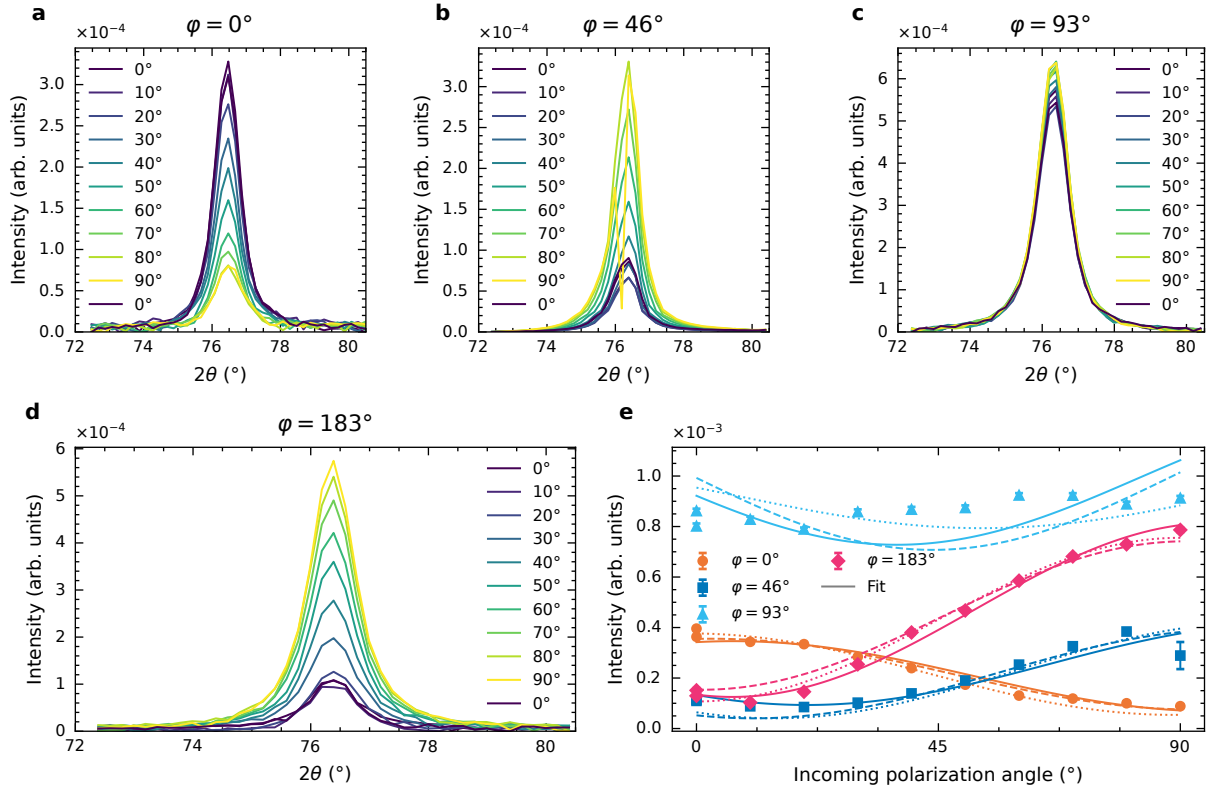 a
φ = 0°
×10⁻⁴
Intensity (arb. units)
3.0
2.5
2.0
1.5
1.0
0.5
0.0
0°
10°
20°
30°
40°
50°
60°
70°
80°
90°
0°
72 74 76 78 80
2θ (°)
b
φ = 46°
×10⁻⁴
Intensity (arb. units)
3.0
2.5
2.0
1.5
1.0
0.5
0.0
0°
10°
20°
30°
40°
50°
60°
70°
80°
90°
0°
72 74 76 78 80
2θ (°)
c
φ = 93°
×10⁻⁴
Intensity (arb. units)
6
4
2
0
0°
10°
20°
30°
40°
50°
60°
70°
80°
90°
0°
72 74 76 78 80
2θ (°)
d
φ = 183°
×10⁻⁴
Intensity (arb. units)
6
5
4
3
2
1
0
0°
10°
20°
30°
40°
50°
60°
70°
80°
90°
0°
72 74 76 78 80
2θ (°)
e
×10⁻³
Intensity (arb. units)
1.0
0.8
0.6
0.4
0.2
0.0
φ = 0°
φ = 46°
φ = 93°
φ = 183°
Fit
0 45 90
Incoming polarization angle (°)